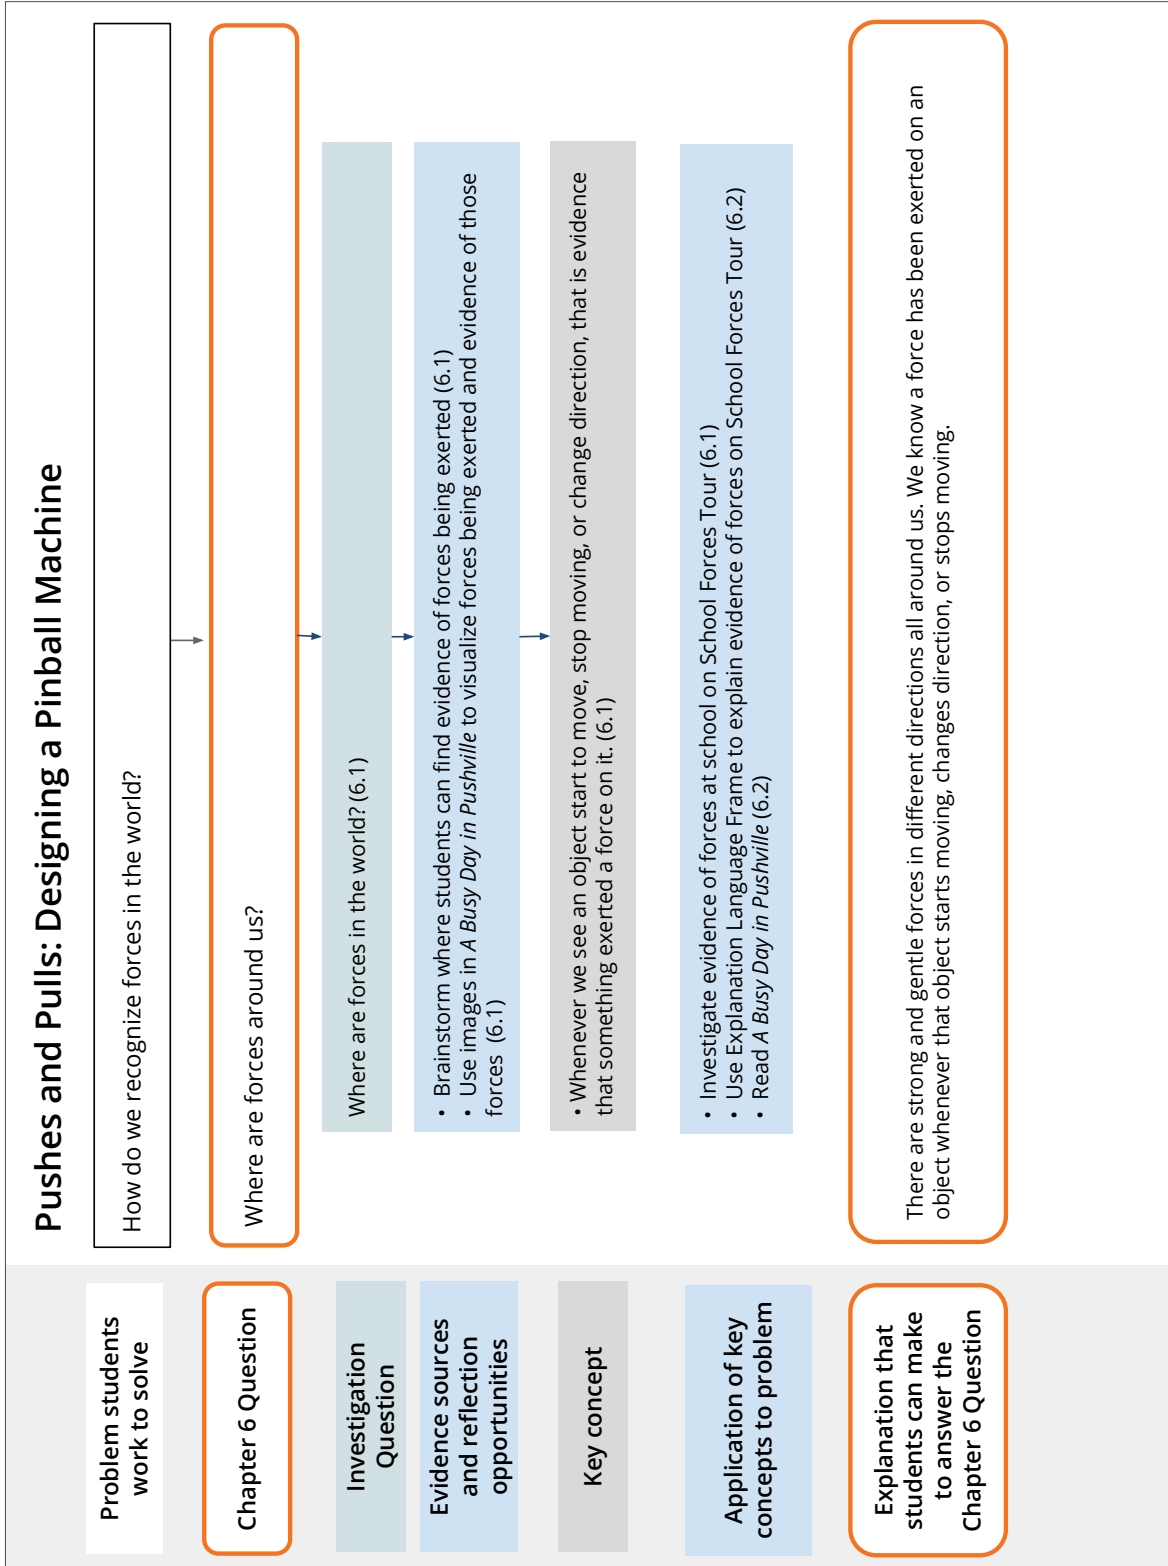 Pushes and Pulls: Designing a Pinball Machine
Problem students
work to solve
How do we recognize forces in the world?
Chapter 6 Question
Where are forces around us?
Investigation
Question
Where are forces in the world? (6.1)
Evidence sources
and reflection
opportunities
• Brainstorm where students can find evidence of forces being exerted (6.1)
• Use images in A Busy Day in Pushville to visualize forces being exerted and evidence of those
forces (6.1)
Key concept
• Whenever we see an object start to move, stop moving, or change direction, that is evidence
that something exerted a force on it. (6.1)
Application of key
concepts to problem
• Investigate evidence of forces at school on School Forces Tour (6.1)
• Use Explanation Language Frame to explain evidence of forces on School Forces Tour (6.2)
• Read A Busy Day in Pushville (6.2)
Explanation that
students can make
to answer the
Chapter 6 Question
There are strong and gentle forces in different directions all around us. We know a force has been exerted on an
object whenever that object starts moving, changes direction, or stops moving.